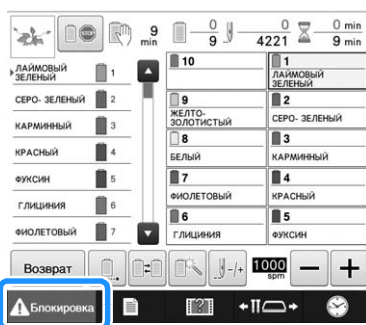 9 min
0 9
0 4221
0 min 9 min
ЛАЙМОВЫЙ ЗЕЛЕНЫЙ 1
СЕРО- ЗЕЛЕНЫЙ 2
КАРМИННЫЙ 3
КРАСНЫЙ 4
ФУКСИН 5
ГЛИЦИНИЯ 6
ФИОЛЕТОВЫЙ 7
10
1
ЛАЙМОВЫЙ
ЗЕЛЕНЫЙ
9
ЖЕЛТО-
ЗОЛОТИСТЫЙ
2
СЕРО- ЗЕЛЕНЫЙ
8
БЕЛЫЙ
3
КАРМИННЫЙ
7
ФИОЛЕТОВЫЙ
4
КРАСНЫЙ
6
ГЛИЦИНИЯ
5
ФУКСИН
Возврат
-/+
1000
spm
− +
Блокировка
?